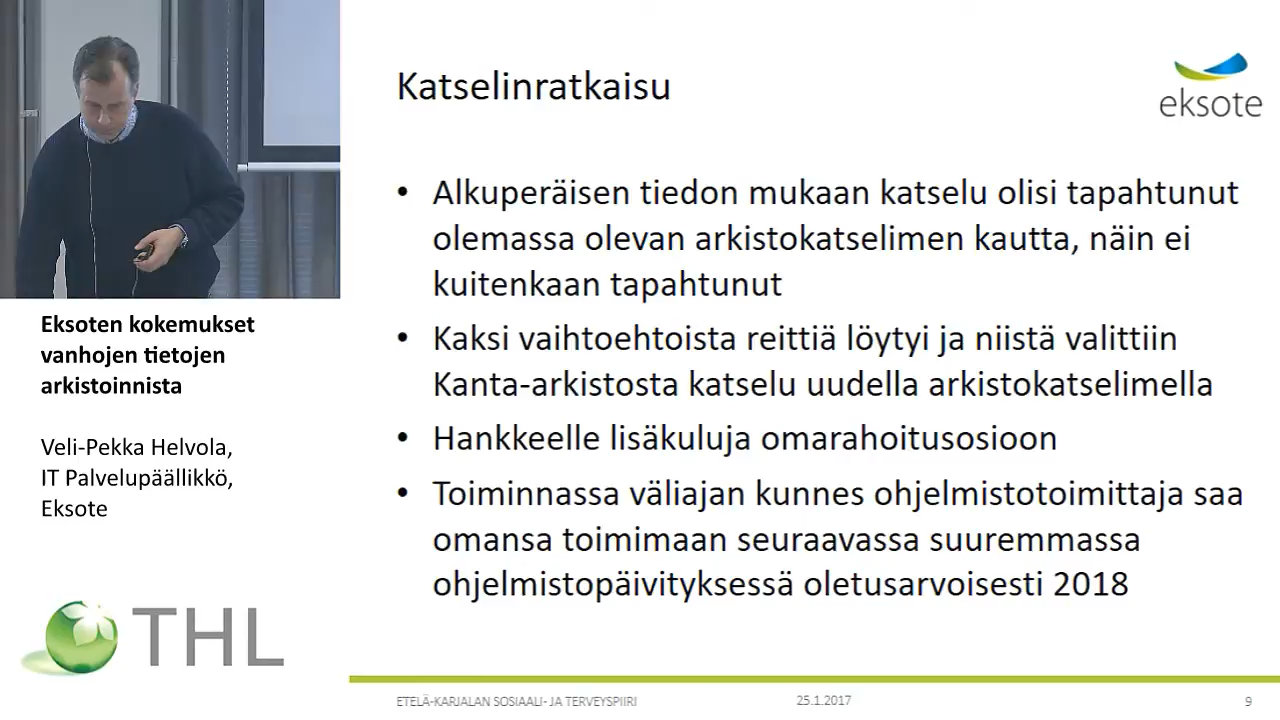 Katselinratkaisu
eksote
• Alkuperäisen tiedon mukaan katselu olisi tapahtunut
olemassa olevan arkistokatselimen kautta, näin ei
kuitenkaan tapahtunut
• Kaksi vaihtoehtoista reittiä löytyi ja niistä valittiin
Kanta-arkistosta katselu uudella arkistokatselimella
• Hankkeelle lisäkuluja omarahoitusosioon
• Toiminnassa väliajan kunnes ohjelmistotoimittaja saa
omansa toimimaan seuraavassa suuremmassa
ohjelmistopäivityksessä oletusarvoisesti 2018
Eksoten kokemukset
vanhojen tietojen
arkistoinnista
Veli-Pekka Helvola,
IT Palvelupäällikkö,
Eksote
THL
ETELÄ-KARJALAN SOSIAALI- JA TERVEYSPIIRI
25.1.2017
9